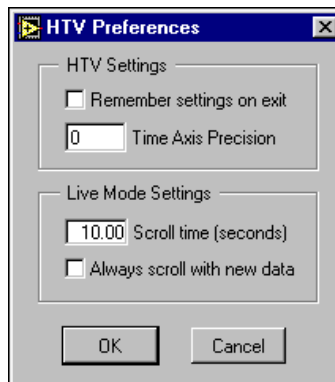 HTV Preferences
HTV Settings
Remember settings on exit
0 Time Axis Precision
Live Mode Settings
10.00 Scroll time (seconds)
Always scroll with new data
OK Cancel